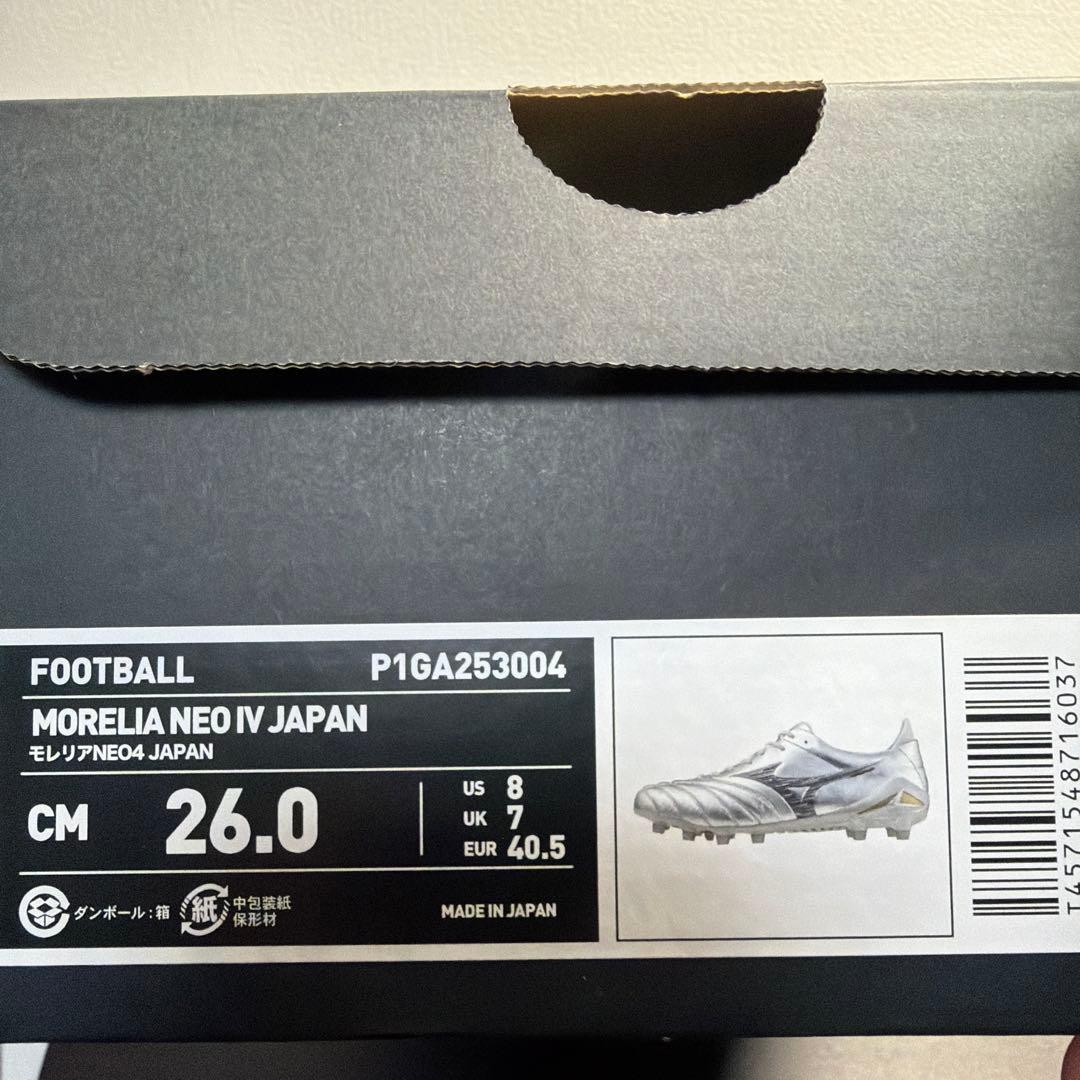 FOOTBALL P1GA253004
MORELIA NEO IV JAPAN
モレリアNEO4 JAPAN
CM 26.0
US 8
UK 7
EUR 40.5
ダンボール:箱
紙
中包装紙
保形材
MADE IN JAPAN
T4571548716037